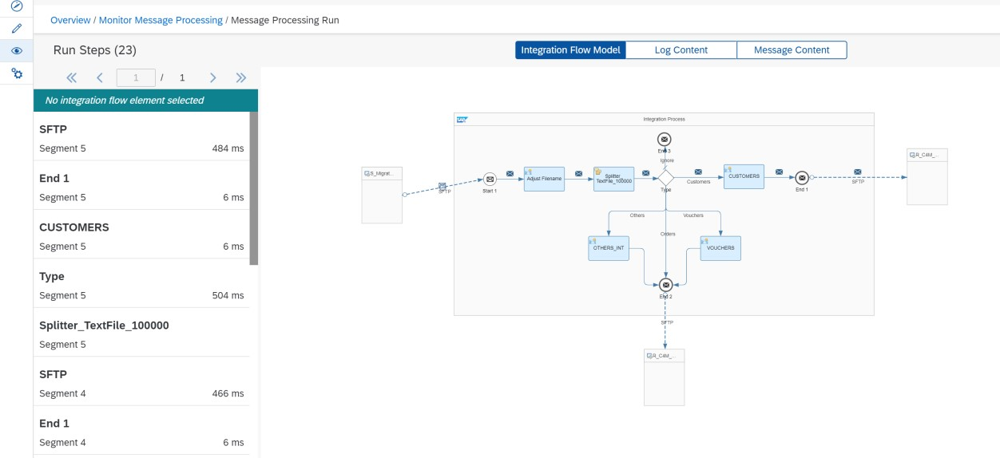 Overview / Monitor Message Processing / Message Processing Run
Run Steps (23)
Integration Flow Model
Log Content
Message Content
1 / 1
No integration flow element selected
SFTP
Segment 5 484 ms
End 1
Segment 5 6 ms
CUSTOMERS
Segment 5 6 ms
Type
Segment 5 504 ms
Splitter_TextFile_100000
Segment 5
SFTP
Segment 4 466 ms
End 1
Segment 4 6 ms
SAP
Integration Process
End 3
Ignore
S_Migrat...
SFTP
Start 1
Adjust Filename
Splitter_
TextFile_100000
Type
Customers
CUSTOMERS
End 1
SFTP
R_C4M_...
Others
Vouchers
Orders
OTHERS_INT
VOUCHERS
End 2
SFTP
R_C4M_...